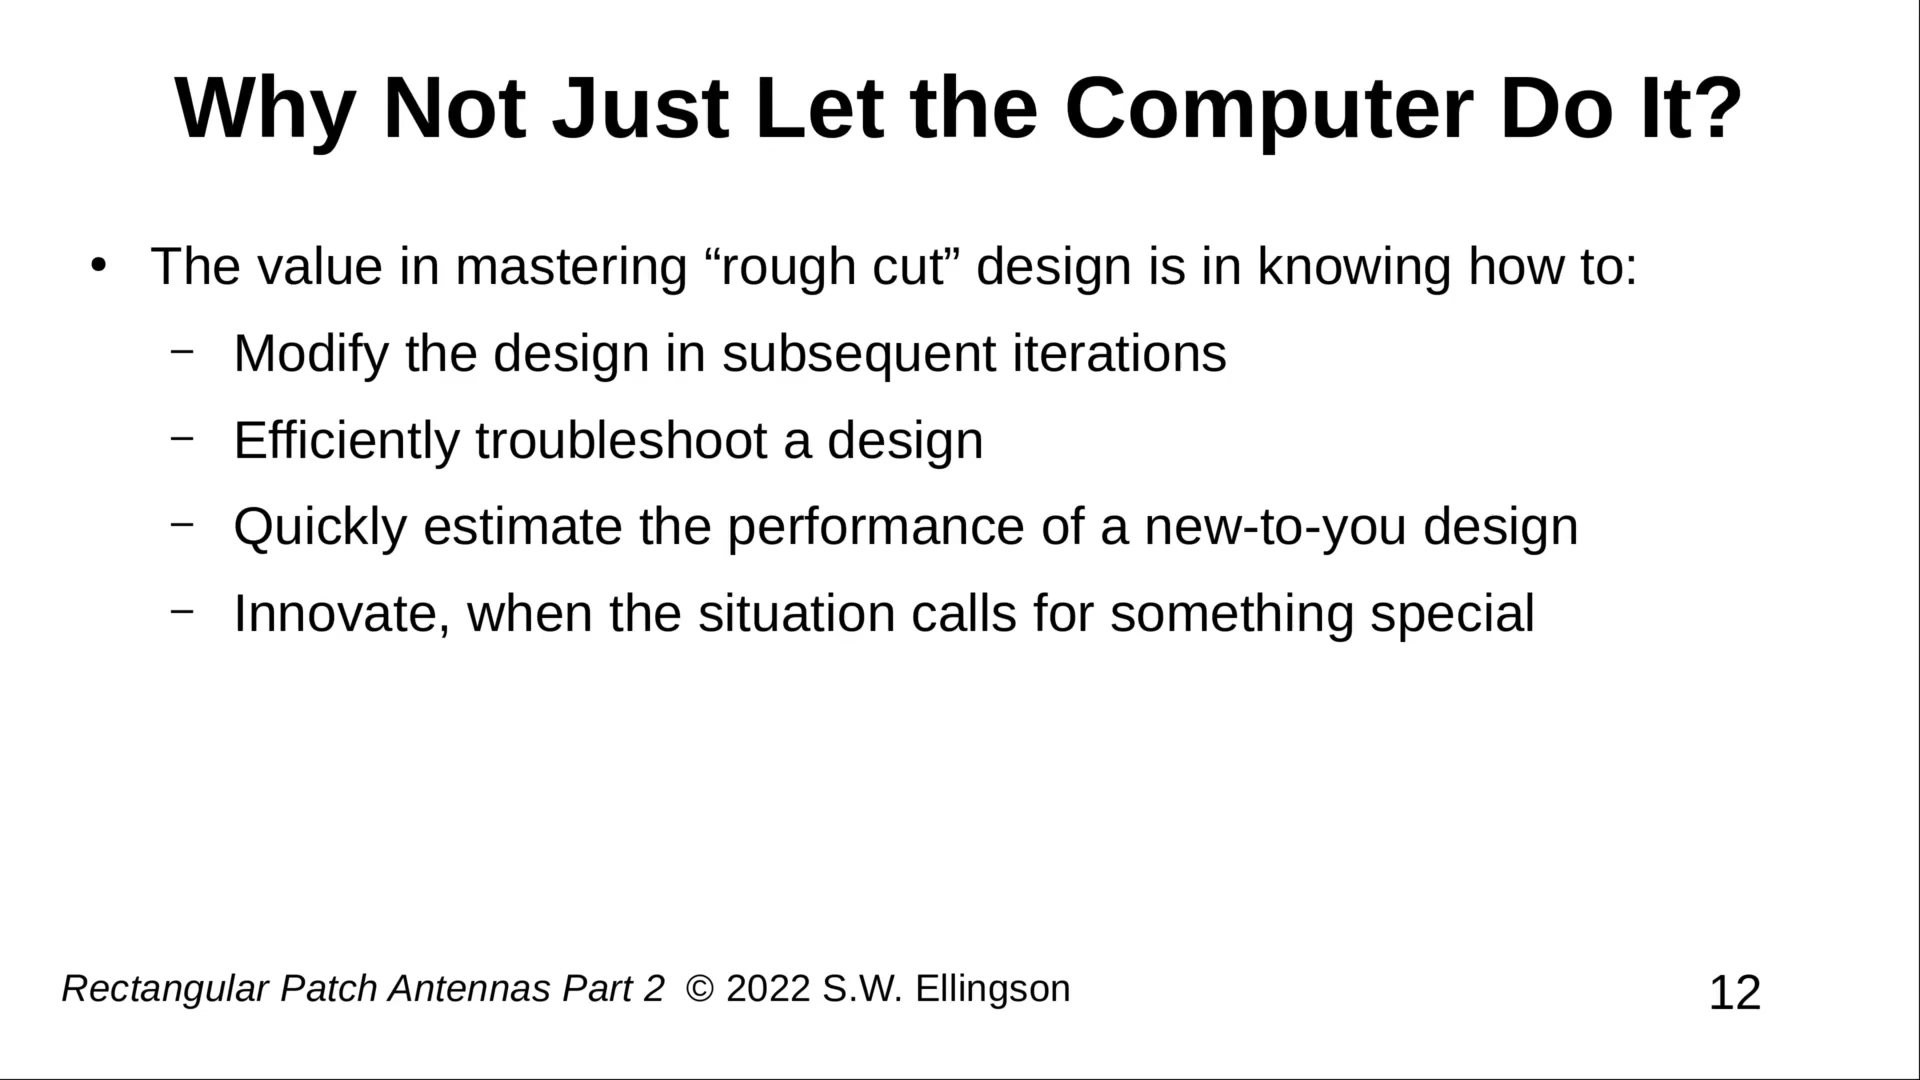 Why Not Just Let the Computer Do It?
• The value in mastering “rough cut” design is in knowing how to:
– Modify the design in subsequent iterations
– Efficiently troubleshoot a design
– Quickly estimate the performance of a new-to-you design
– Innovate, when the situation calls for something special
Rectangular Patch Antennas Part 2 © 2022 S.W. Ellingson
12